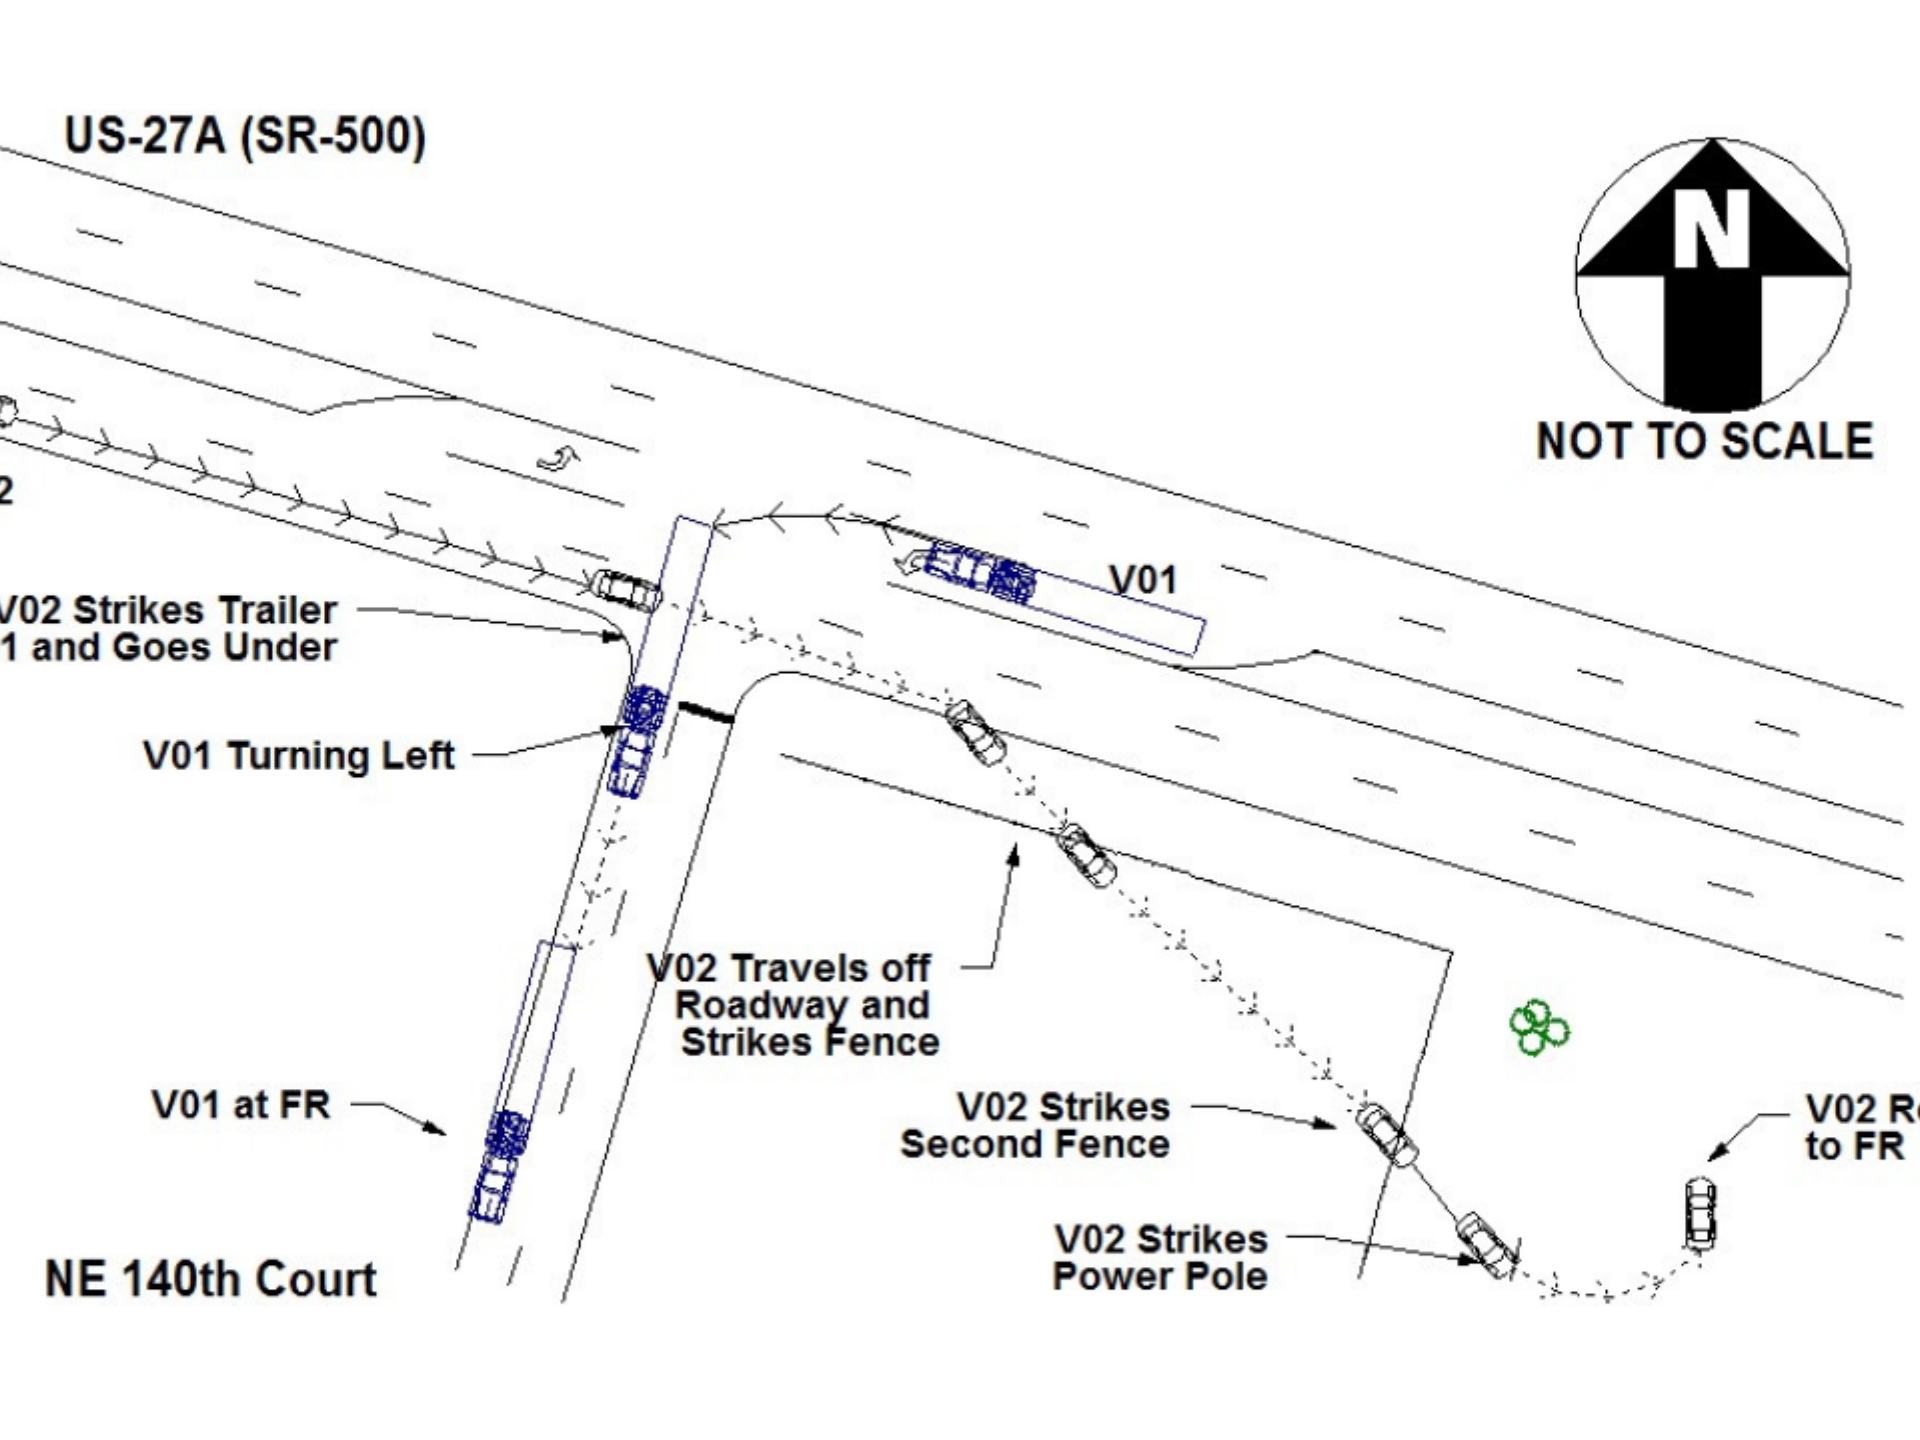 US-27A (SR-500)
N
NOT TO SCALE
2
V01
V02 Strikes Trailer
1 and Goes Under
V01 Turning Left
V02 Travels off
Roadway and
Strikes Fence
V01 at FR
V02 Strikes
Second Fence
V02 R
to FR
V02 Strikes
Power Pole
NE 140th Court